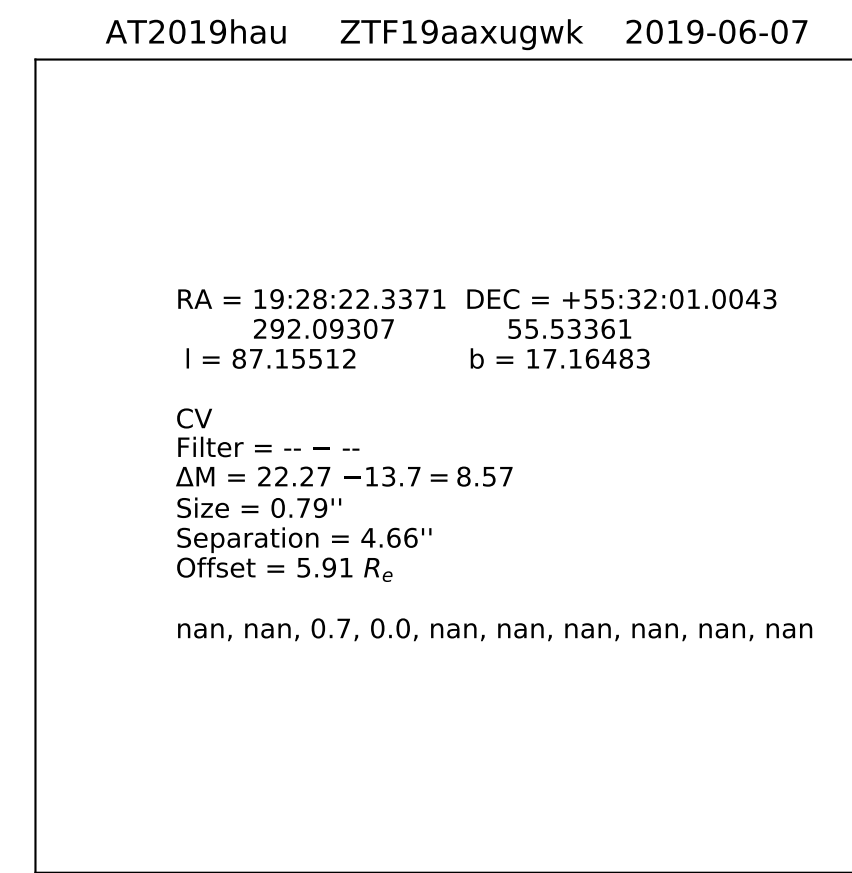 AT2019hau ZTF19aaxugwk 2019-06-07
RA = 19:28:22.3371 DEC = +55:32:01.0043
292.09307 55.53361
l = 87.15512 b = 17.16483
CV
Filter = -- − --
ΔM = 22.27 −13.7 = 8.57
Size = 0.79''
Separation = 4.66''
Offset = 5.91 Rₑ
nan, nan, 0.7, 0.0, nan, nan, nan, nan, nan, nan